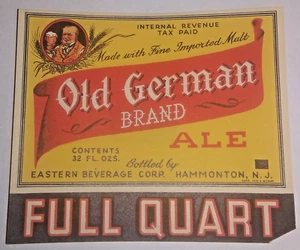 INTERNAL REVENUE
TAX PAID
Made with Fine Imported Malt
Old German
BRAND
ALE
CONTENTS
32 FL. OZS.
Bottled by
EASTERN BEVERAGE CORP. HAMMONTON, N. J.
FULL QUART